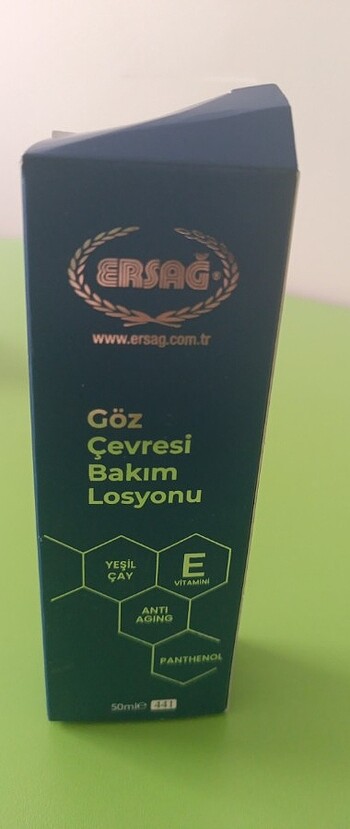 ERSAĞ®
www.ersag.com.tr
Göz
Çevresi
Bakım
Losyonu
YEŞİL
ÇAY
E
VİTAMİNİ
ANTI
AGING
PANTHENOL
50ml℮ 441